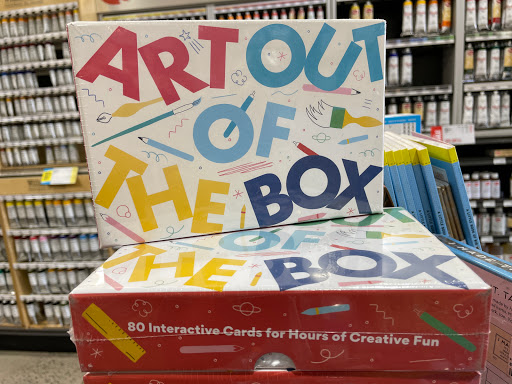 ART OUT
OF
THE BOX
OF
THE BOX
80 Interactive Cards for Hours of Creative Fun